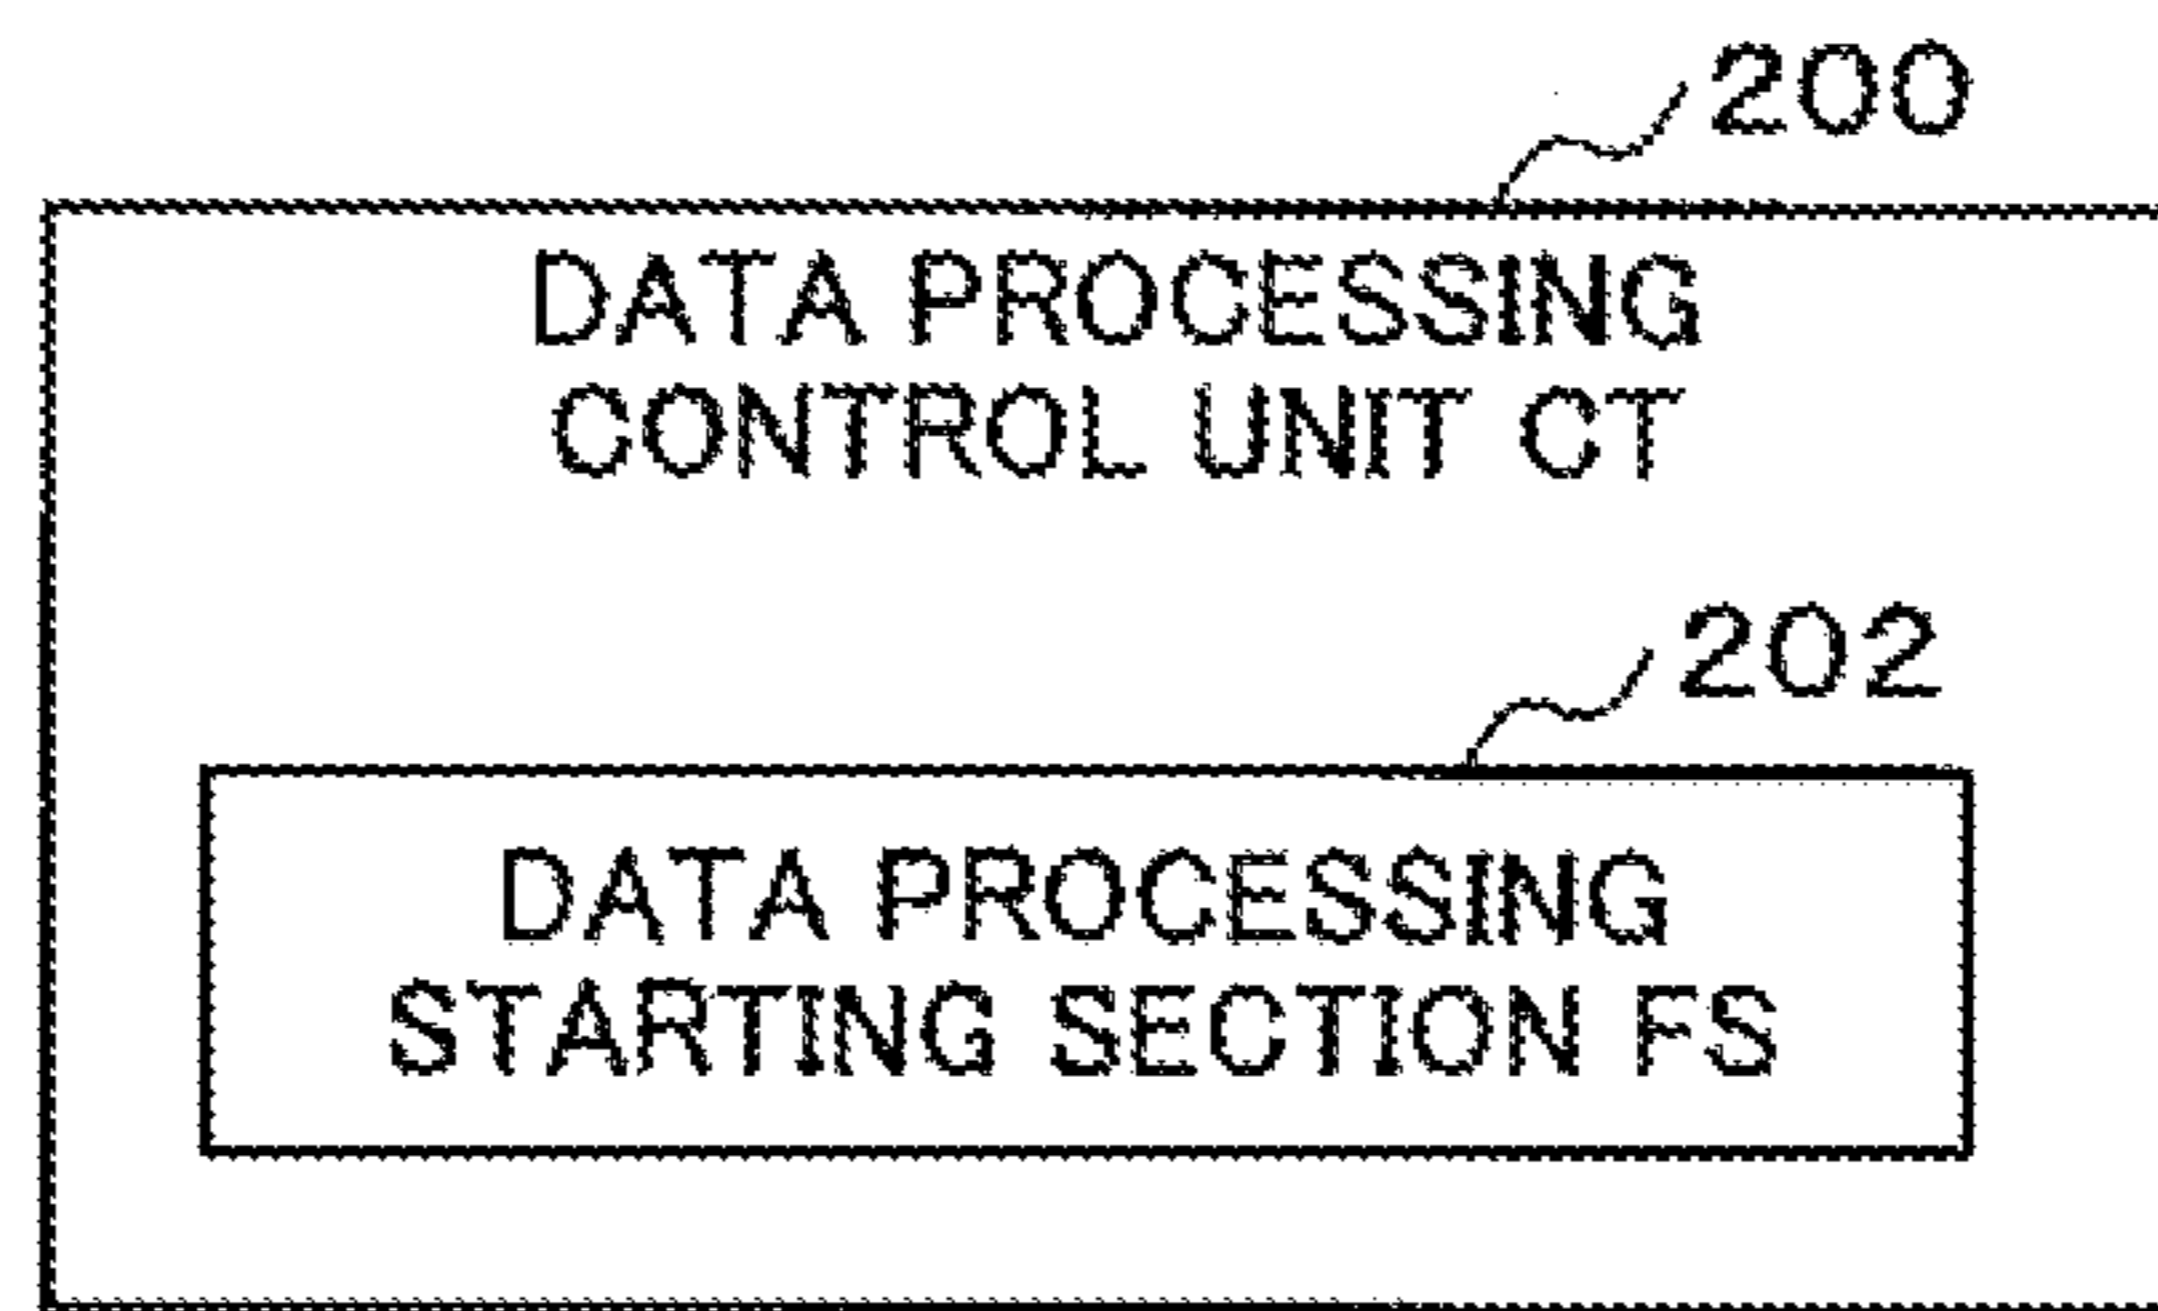 200
DATA PROCESSING
CONTROL UNIT CT
202
DATA PROCESSING
STARTING SECTION FS